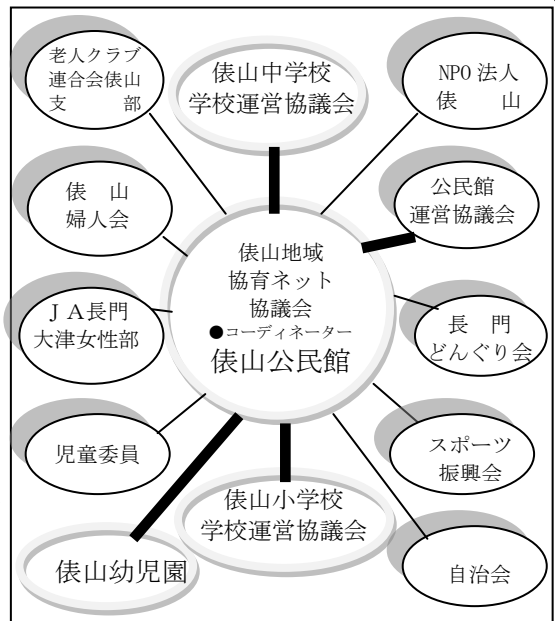 老人クラブ
連合会俵山
支　　部
俵山中学校
学校運営協議会
NPO 法人
俵　　山
俵　山
婦人会
公民館
運営協議会
俵山地域
協育ネット
協議会
●コーディネーター
俵山公民館
ＪＡ長門
大津女性部
長　門
どんぐり会
児童委員
スポーツ
振興会
俵山小学校
学校運営協議会
俵山幼児園
自治会